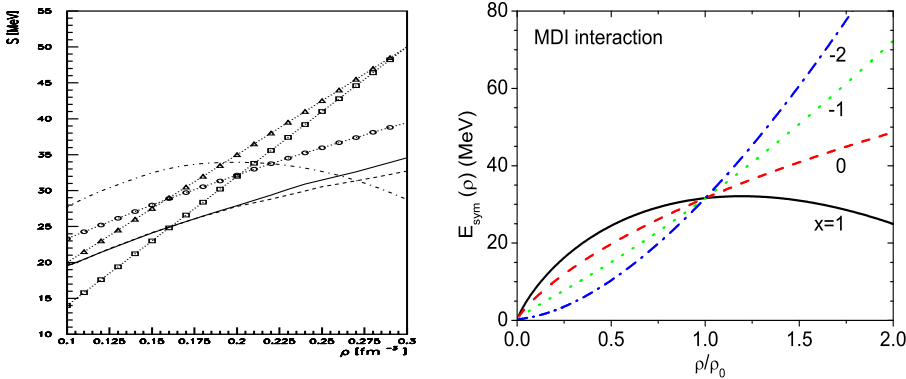 S [MeV]
55
50
45
40
35
30
25
20
15
10
0.1 0.125 0.15 0.175 0.2 0.225 0.25 0.275 0.3
ρ [fm⁻³]
MDI interaction
-2
-1
0
x=1
E_sym (ρ) (MeV)
80
60
40
20
0
0.0 0.5 1.0 1.5 2.0
ρ/ρ₀